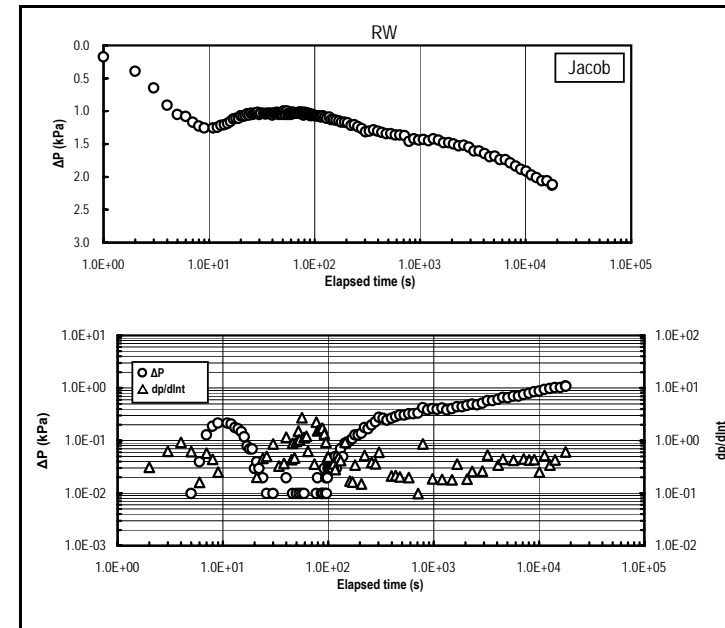 RW
Jacob
0.0
0.5
1.0
1.5
2.0
2.5
3.0
ΔP (kPa)
1.0E+00 1.0E+01 1.0E+02 1.0E+03 1.0E+04 1.0E+05
Elapsed time (s)
1.0E+01
1.0E+00
1.0E-01
1.0E-02
1.0E-03
ΔP (kPa)
ΔP
dp/dlnt
1.0E+02
1.0E+01
1.0E+00
1.0E-01
1.0E-02
dp/dlnt
1.0E+00 1.0E+01 1.0E+02 1.0E+03 1.0E+04 1.0E+05
Elapsed time (s)